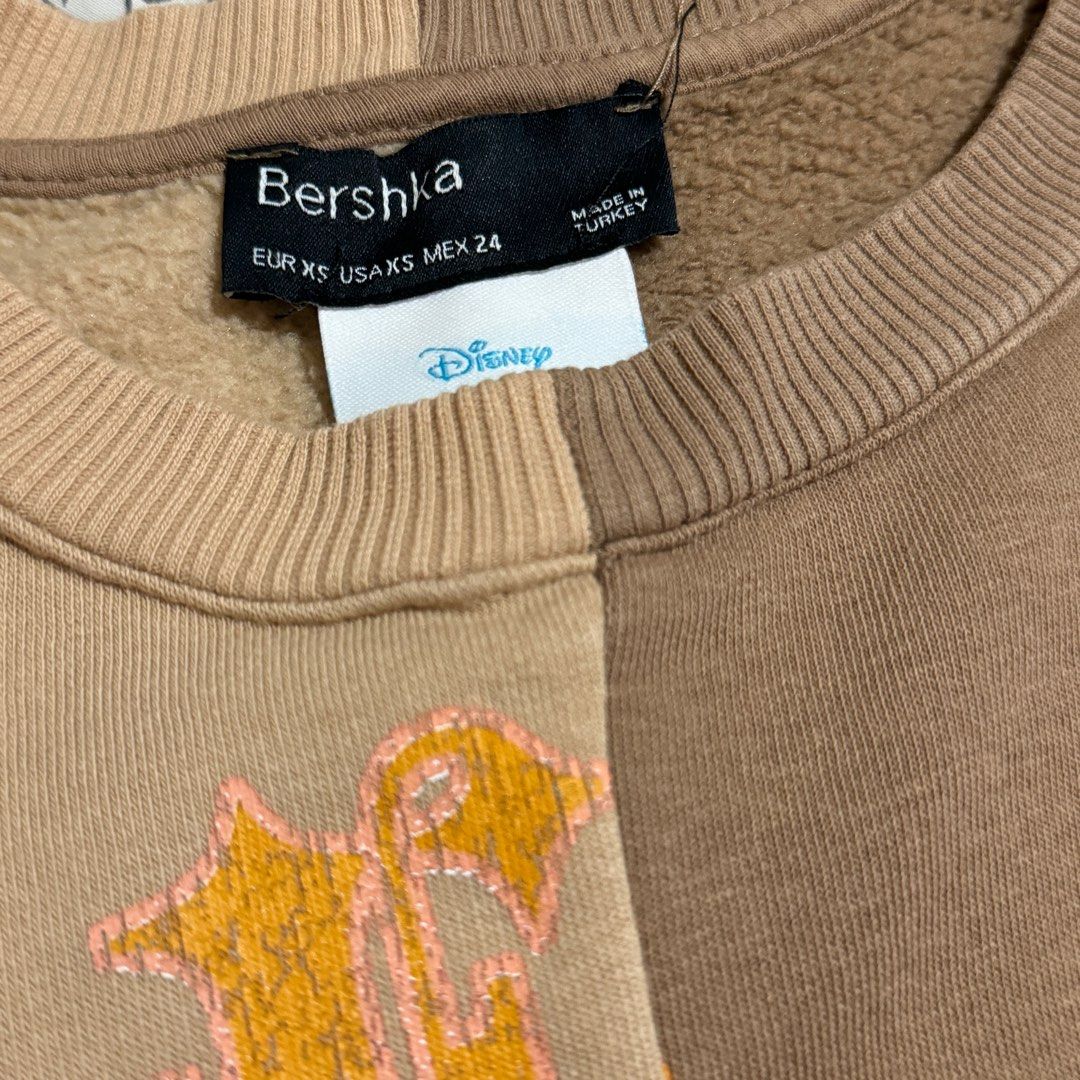 Bershka
MADE IN
TURKEY
EUR XS USA XS MEX 24
Disney